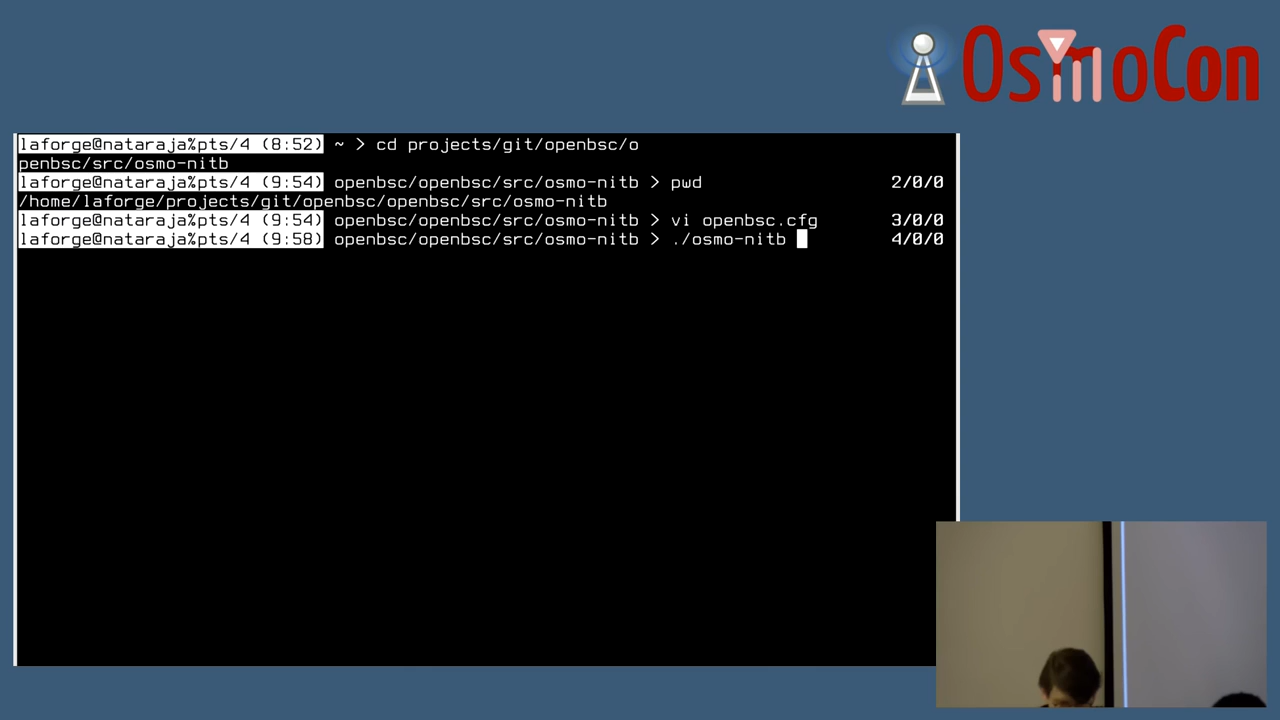 OsmoCon
laforge@nataraja%pts/4 (8:52) ~ > cd projects/git/openbsc/o
penbsc/src/osmo-nitb
laforge@nataraja%pts/4 (9:54) openbsc/openbsc/src/osmo-nitb > pwd 2/0/0
/home/laforge/projects/git/openbsc/openbsc/src/osmo-nitb
laforge@nataraja%pts/4 (9:54) openbsc/openbsc/src/osmo-nitb > vi openbsc.cfg 3/0/0
laforge@nataraja%pts/4 (9:58) openbsc/openbsc/src/osmo-nitb > ./osmo-nitb 4/0/0